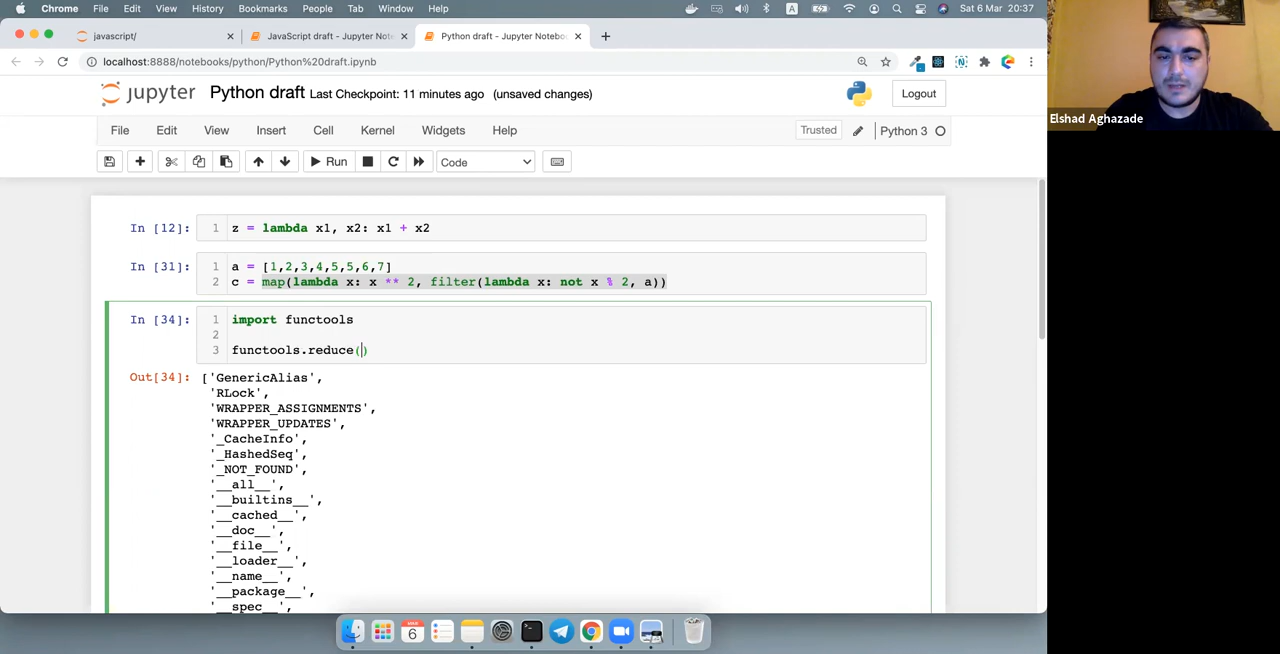 Chrome File Edit View History Bookmarks People Tab Window Help A Sat 6 Mar 20:37
javascript/ JavaScript draft - Jupyter Note Python draft - Jupyter Notebo
localhost:8888/notebooks/python/Python%20draft.ipynb
jupyter Python draft Last Checkpoint: 11 minutes ago (unsaved changes) Logout
Elshad Aghazade
File Edit View Insert Cell Kernel Widgets Help Trusted Python 3
Run Code
In [12]: 1 z = lambda x1, x2: x1 + x2
In [31]: 1 a = [1,2,3,4,5,5,6,7]
2 c = map(lambda x: x ** 2, filter(lambda x: not x % 2, a))
In [34]: 1 import functools
2
3 functools.reduce()
Out[34]: ['GenericAlias',
'RLock',
'WRAPPER_ASSIGNMENTS',
'WRAPPER_UPDATES',
'_CacheInfo',
'_HashedSeq',
'_NOT_FOUND',
'__all__',
'__builtins__',
'__cached__',
'__doc__',
'__file__',
'__loader__',
'__name__',
'__package__',
'__spec__',
6